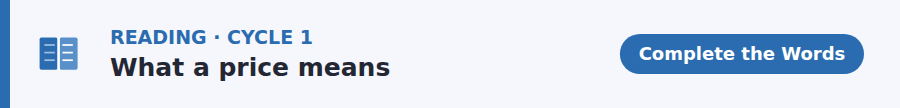 READING · CYCLE 1
What a price means
Complete the Words